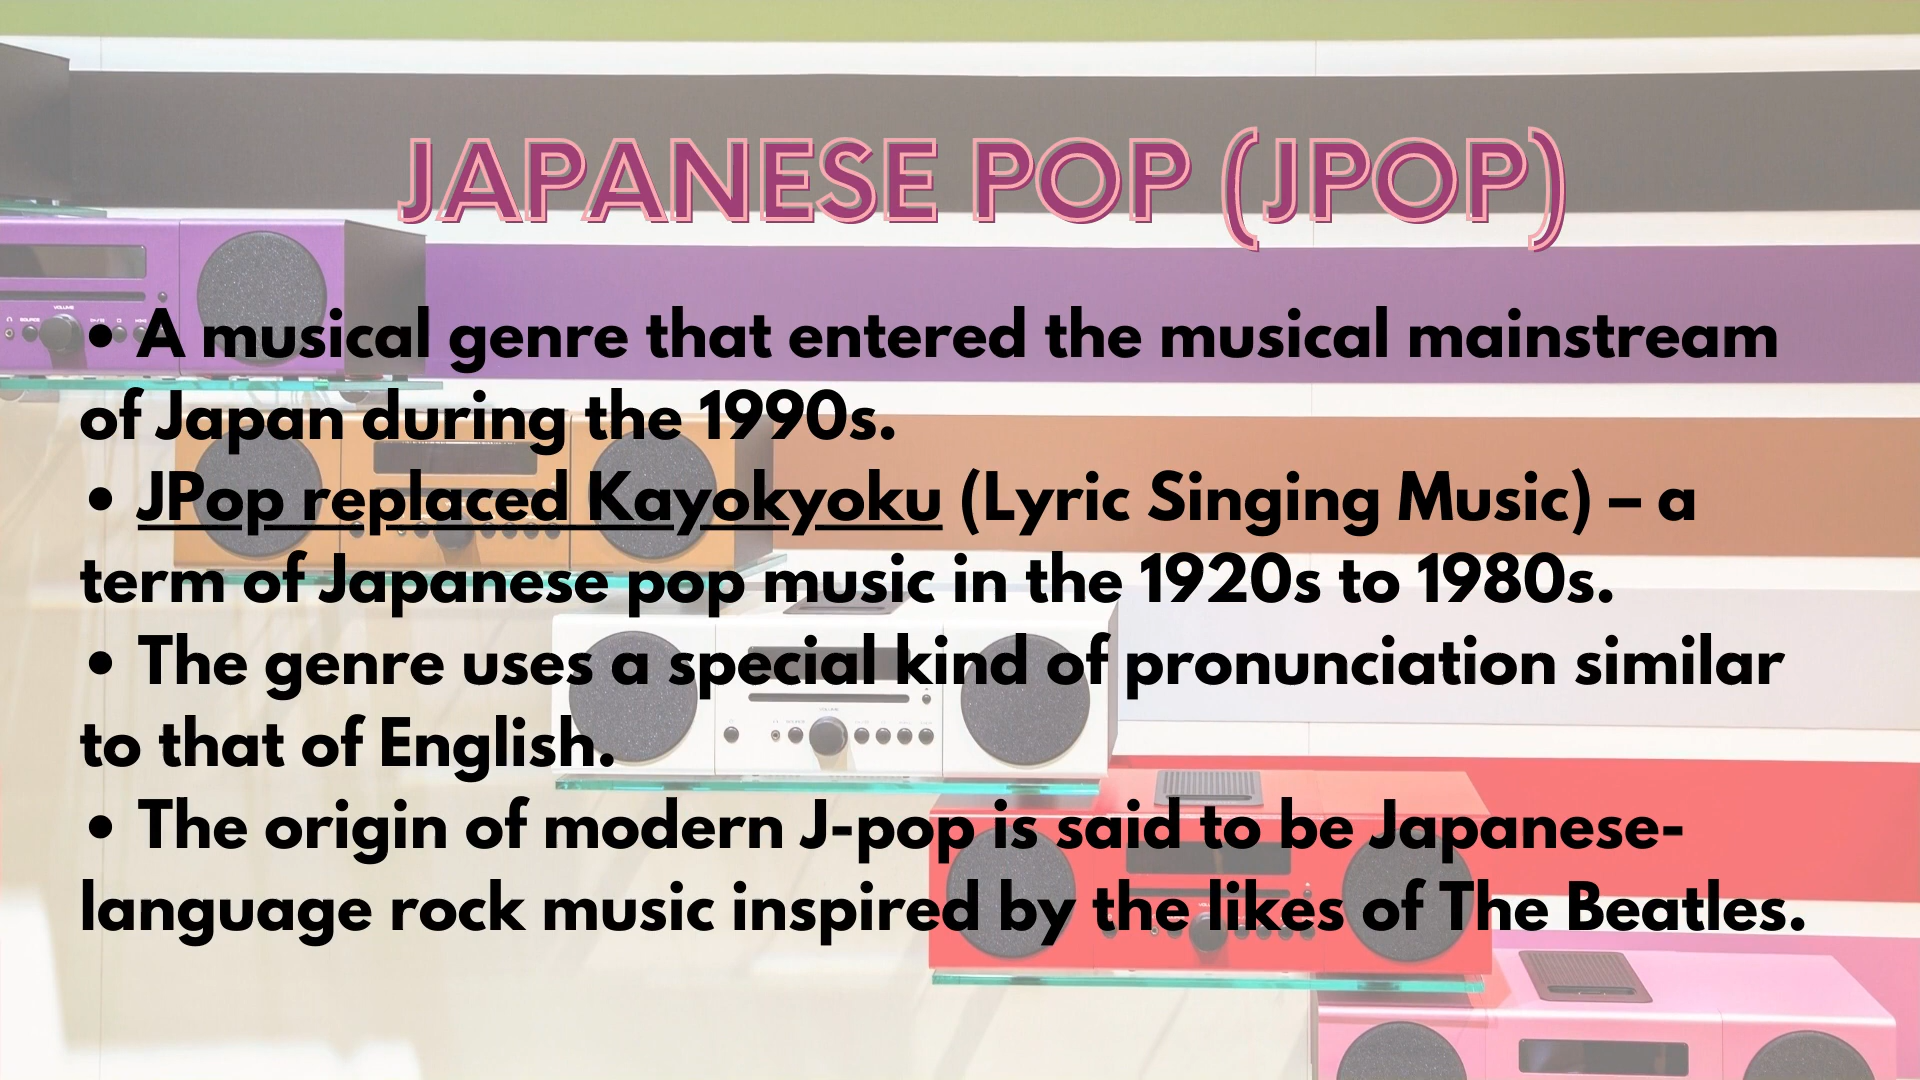 JAPANESE POP (JPOP)
• A musical genre that entered the musical mainstream
of Japan during the 1990s.
• JPop replaced Kayokyoku (Lyric Singing Music) – a
term of Japanese pop music in the 1920s to 1980s.
• The genre uses a special kind of pronunciation similar
to that of English.
• The origin of modern J-pop is said to be Japanese-
language rock music inspired by the likes of The Beatles.